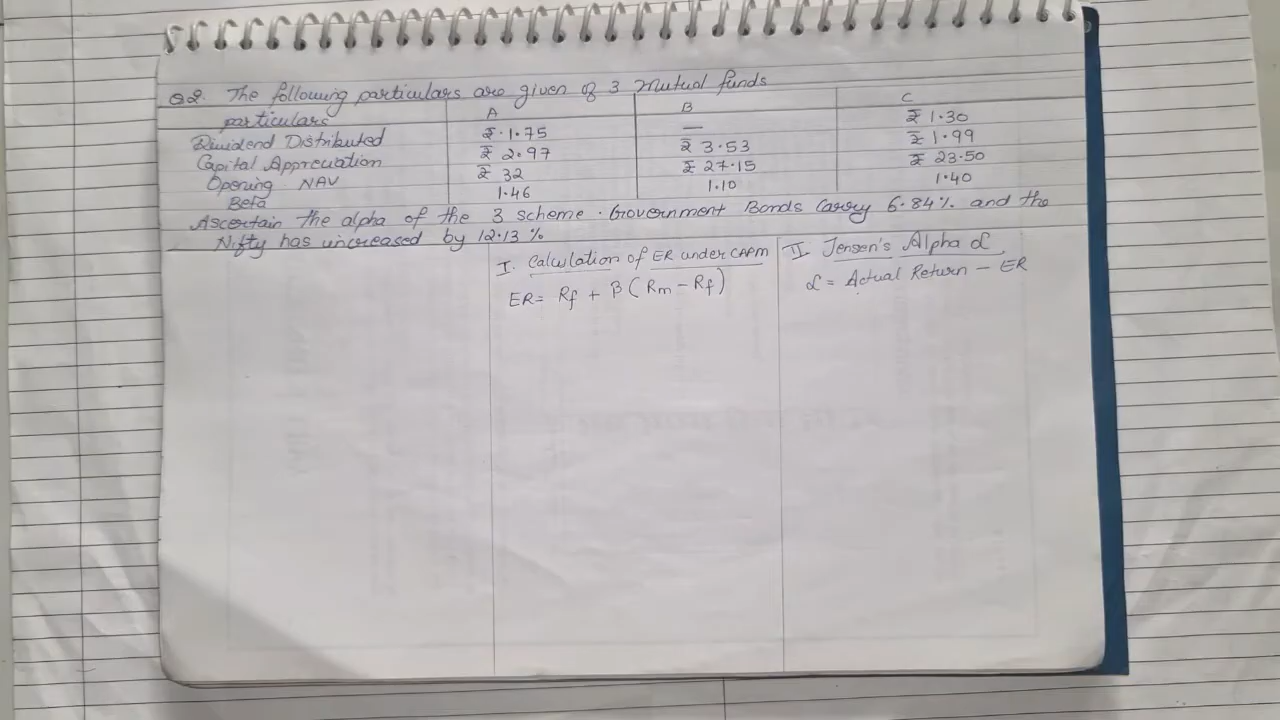 Q2. The following particulars are given of 3 Mutual funds
particulars A B C
Dividend Distributed ₹ 1.75 — ₹ 1.30
Capital Appreciation ₹ 2.97 ₹ 3.53 ₹ 1.99
Opening NAV ₹ 32 ₹ 27.15 ₹ 23.50
Beta 1.46 1.10 1.40
Ascertain the alpha of the 3 scheme. Government Bonds carry 6.84% and the
Nifty has increased by 12.13 %
I. Calculation of ER under CAPM
ER = Rf + β (Rm − Rf)
II Jensen's Alpha α
α = Actual Return − ER